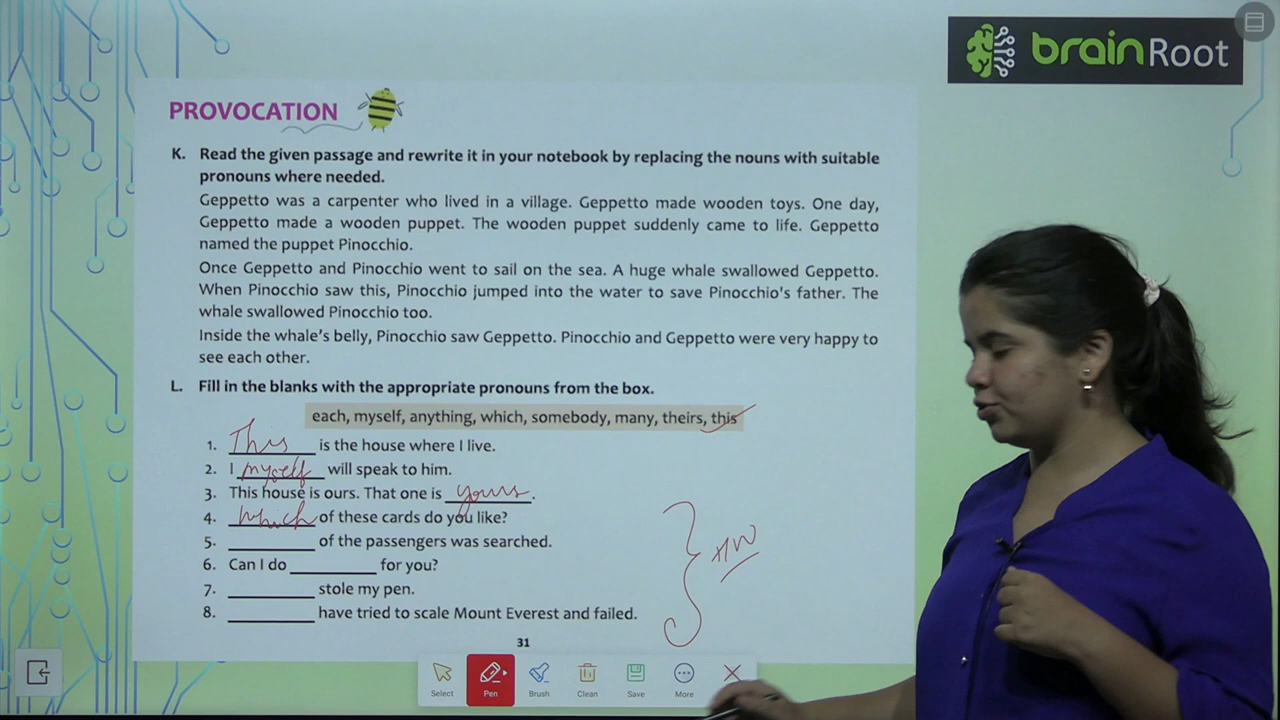 brainRoot
PROVOCATION
K. Read the given passage and rewrite it in your notebook by replacing the nouns with suitable
pronouns where needed.
Geppetto was a carpenter who lived in a village. Geppetto made wooden toys. One day,
Geppetto made a wooden puppet. The wooden puppet suddenly came to life. Geppetto
named the puppet Pinocchio.
Once Geppetto and Pinocchio went to sail on the sea. A huge whale swallowed Geppetto.
When Pinocchio saw this, Pinocchio jumped into the water to save Pinocchio's father. The
whale swallowed Pinocchio too.
Inside the whale's belly, Pinocchio saw Geppetto. Pinocchio and Geppetto were very happy to
see each other.
L. Fill in the blanks with the appropriate pronouns from the box.
each, myself, anything, which, somebody, many, theirs, this
1. This is the house where I live.
2. I myself will speak to him.
3. This house is ours. That one is yours.
4. Which of these cards do you like?
5. ________ of the passengers was searched.
6. Can I do ________ for you?
7. ________ stole my pen.
8. ________ have tried to scale Mount Everest and failed.
HW
31
Select Pen Brush Clean Save More